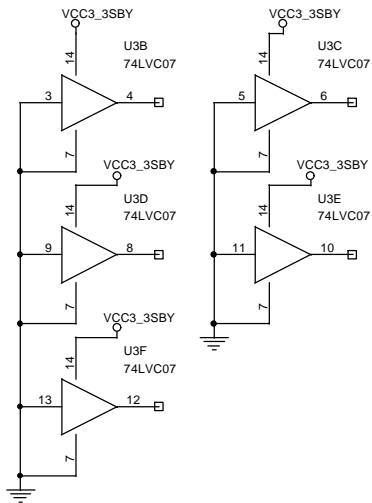 VCC3_3SBY
14
U3B
74LVC07
3
4
7
VCC3_3SBY
14
U3C
74LVC07
5
6
7
VCC3_3SBY
14
U3D
74LVC07
9
8
7
VCC3_3SBY
14
U3E
74LVC07
11
10
7
VCC3_3SBY
14
U3F
74LVC07
13
12
7